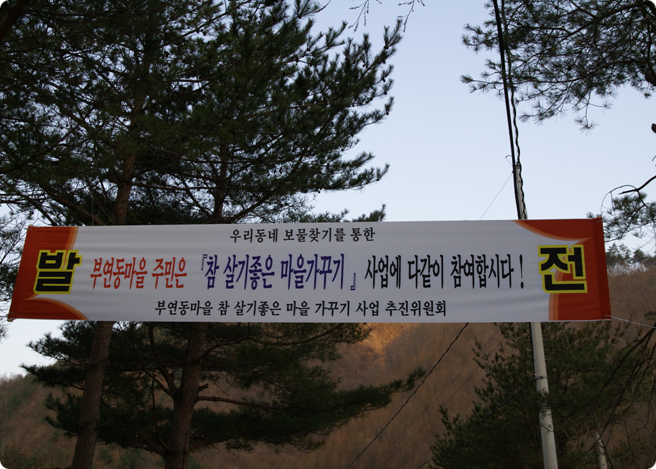 우리동네 보물찾기를 통한
발 부연동마을 주민은 『참 살기좋은 마을가꾸기 』 사업에 다같이 참여합시다 ! 전
부연동마을 참 살기좋은 마을 가꾸기 사업 추진위원회